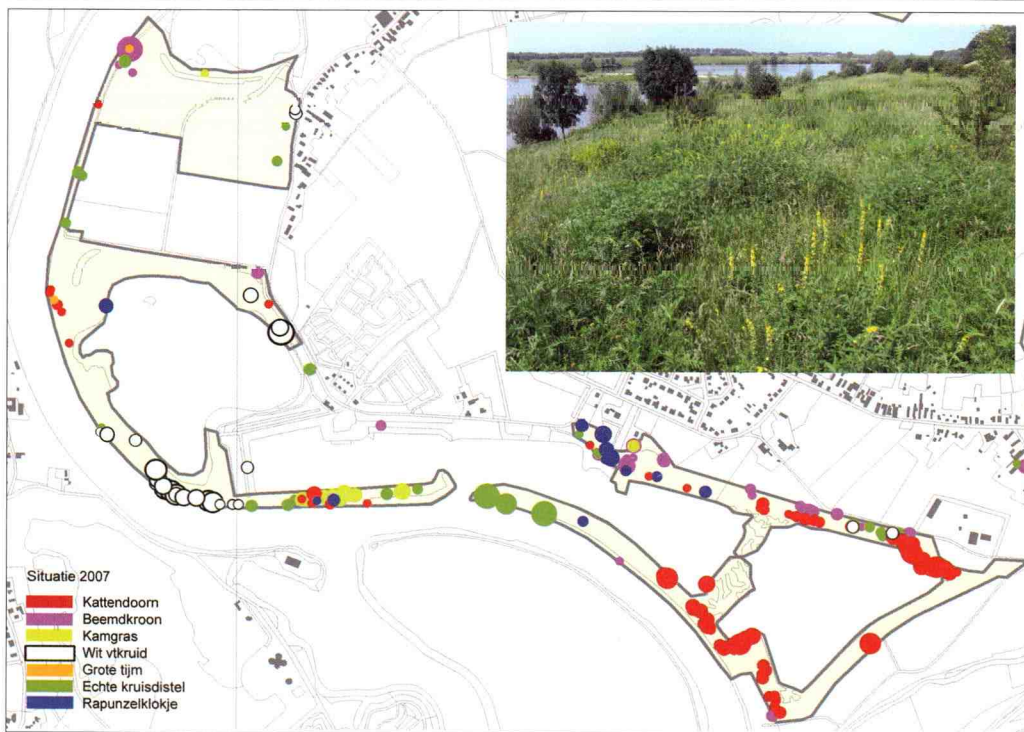 Situatie 2007
Kattendoorn
Beemdkroon
Kamgras
Wit vtkruid
Grote tijm
Echte kruisdistel
Rapunzelklokje